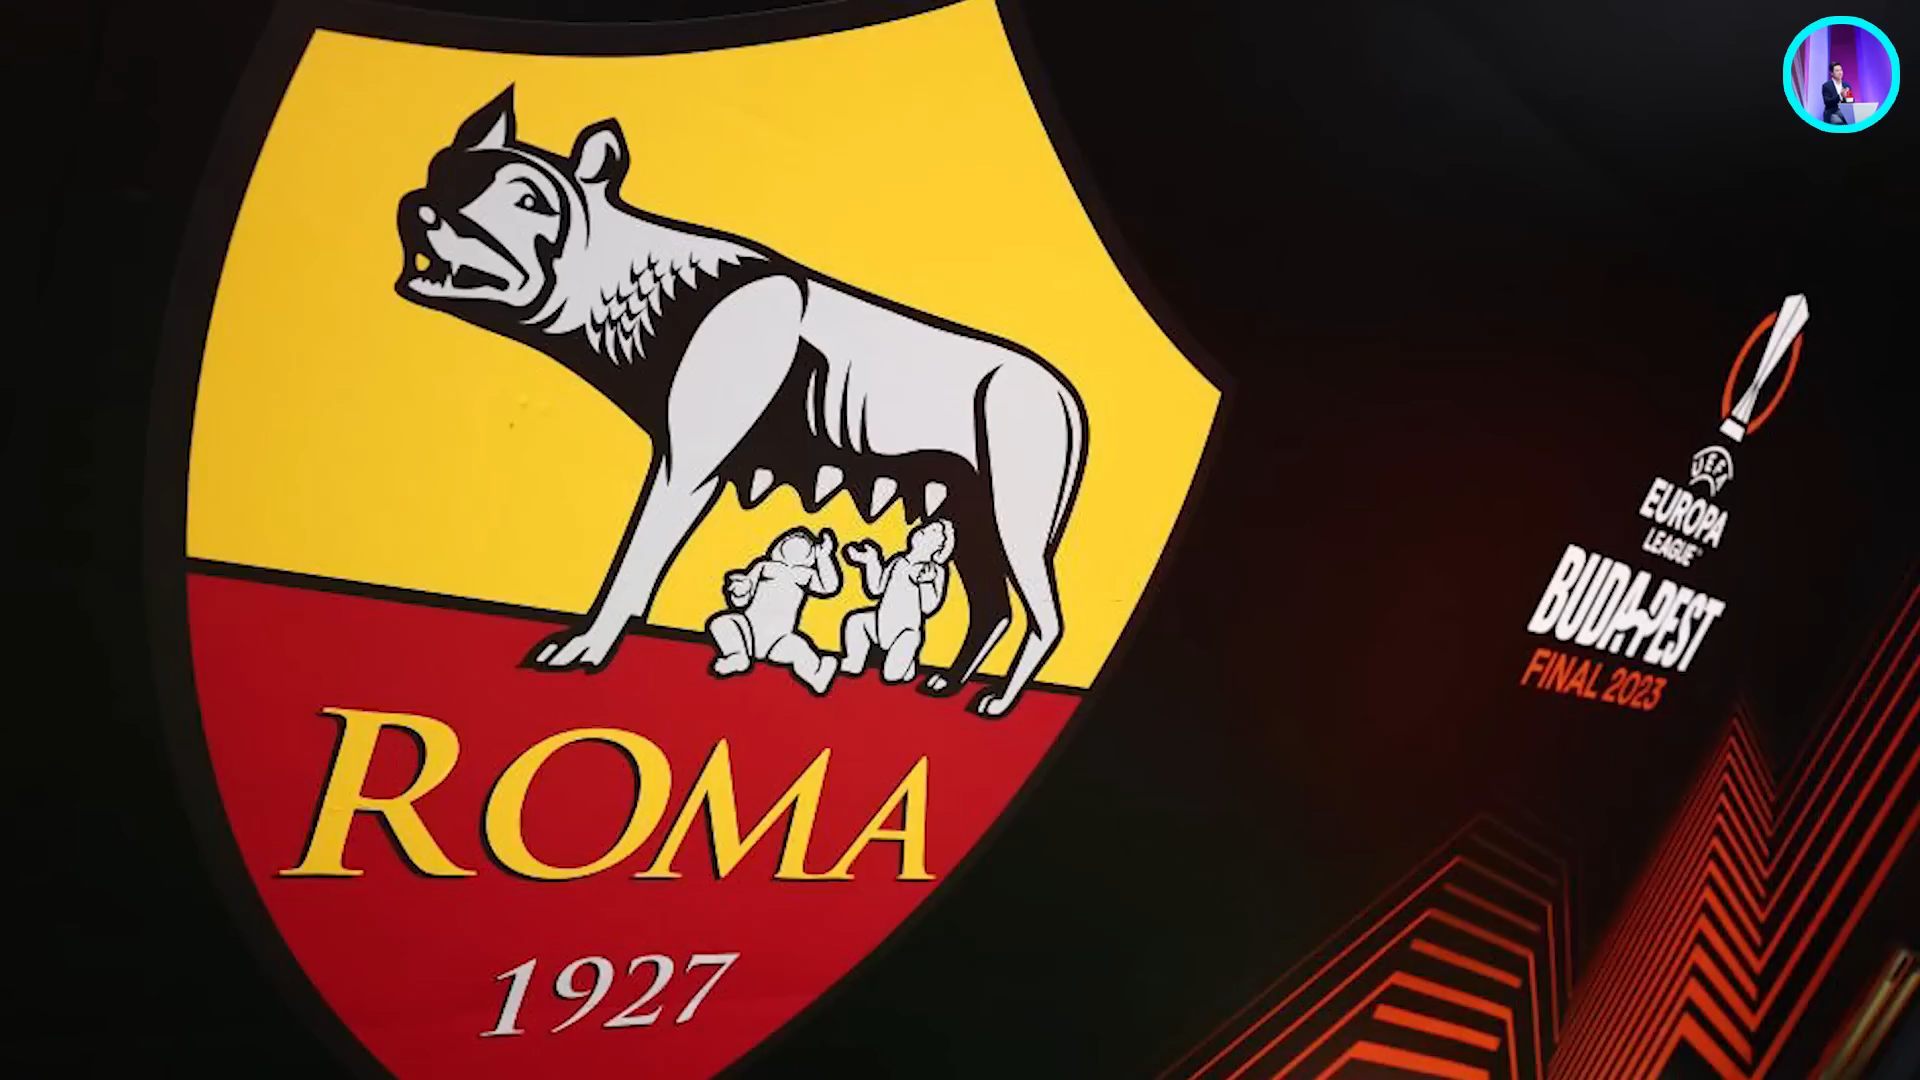 ROMA
1927
UEFA
EUROPA
LEAGUE
BUDAPEST
FINAL 2023